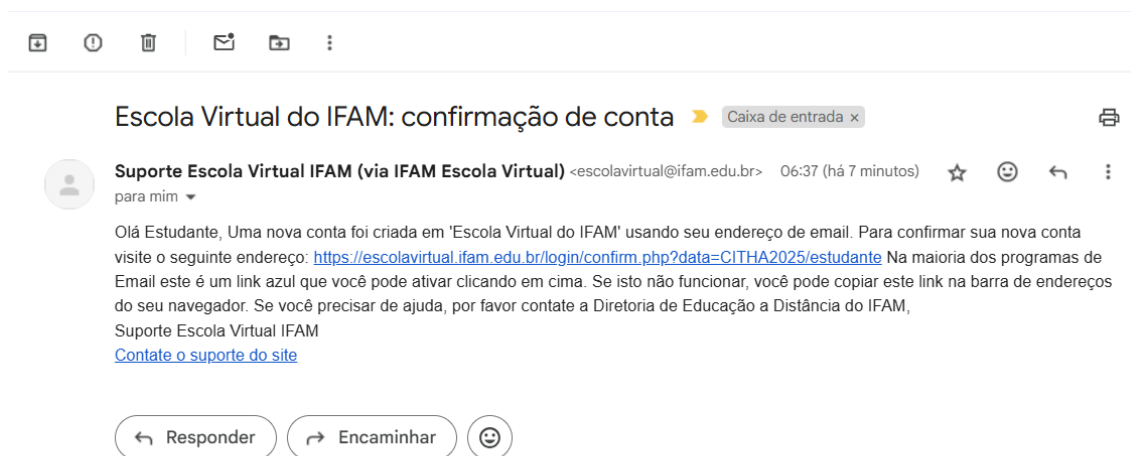 Escola Virtual do IFAM: confirmação de conta Caixa de entrada ×
Suporte Escola Virtual IFAM (via IFAM Escola Virtual) <escolavirtual@ifam.edu.br> 06:37 (há 7 minutos)
para mim
Olá Estudante, Uma nova conta foi criada em 'Escola Virtual do IFAM' usando seu endereço de email. Para confirmar sua nova conta
visite o seguinte endereço: https://escolavirtual.ifam.edu.br/login/confirm.php?data=CITHA2025/estudante Na maioria dos programas de
Email este é um link azul que você pode ativar clicando em cima. Se isto não funcionar, você pode copiar este link na barra de endereços
do seu navegador. Se você precisar de ajuda, por favor contate a Diretoria de Educação a Distância do IFAM,
Suporte Escola Virtual IFAM
Contate o suporte do site
Responder Encaminhar